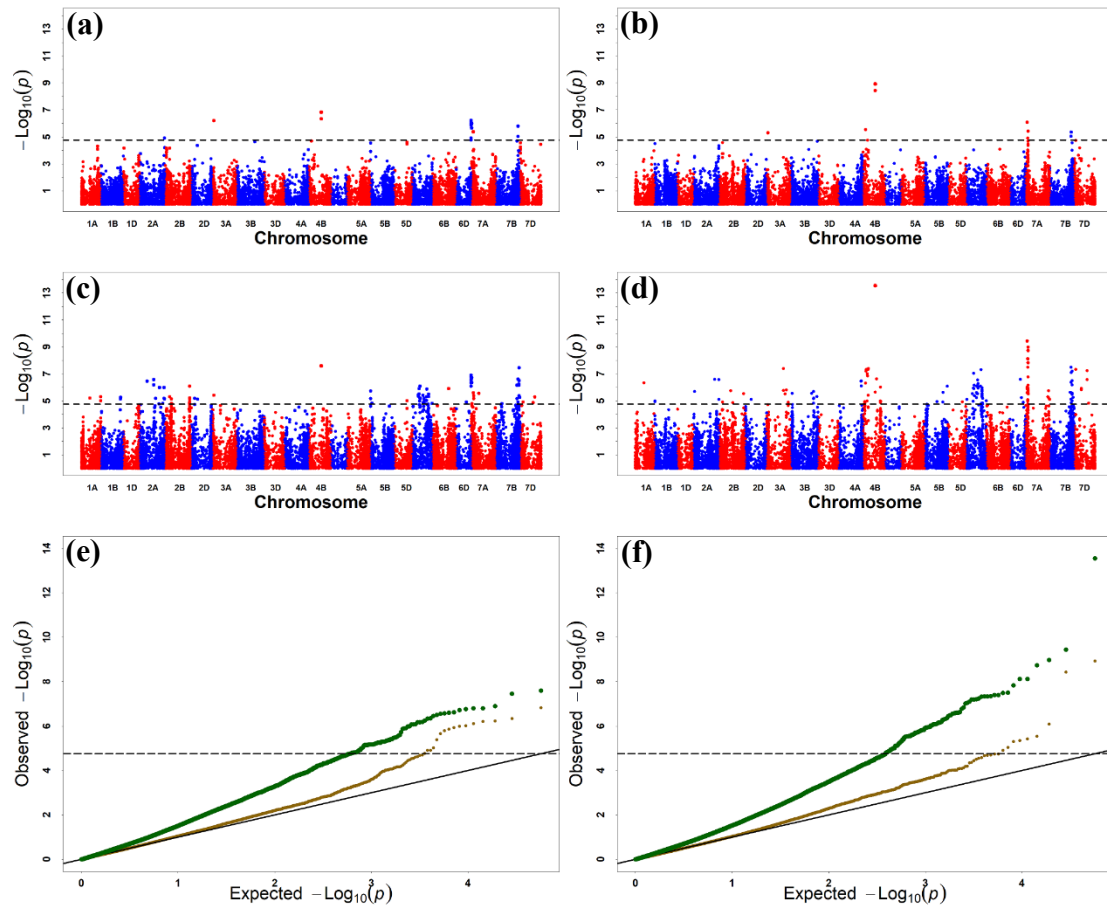 (a)
−Log10(p)
13
11
9
7
5
3
1
1A 1B 1D 2A 2B 2D 3A 3B 3D 4A 4B 5A 5B 5D 6B 6D 7A 7B 7D
Chromosome
(b)
−Log10(p)
13
11
9
7
5
3
1
1A 1B 1D 2A 2B 2D 3A 3B 3D 4A 4B 5A 5B 5D 6B 6D 7A 7B 7D
Chromosome
(c)
−Log10(p)
13
11
9
7
5
3
1
1A 1B 1D 2A 2B 2D 3A 3B 3D 4A 4B 5A 5B 5D 6B 6D 7A 7B 7D
Chromosome
(d)
−Log10(p)
13
11
9
7
5
3
1
1A 1B 1D 2A 2B 2D 3A 3B 3D 4A 4B 5A 5B 5D 6B 6D 7A 7B 7D
Chromosome
(e)
Observed −Log10(p)
14
12
10
8
6
4
2
0
0 1 2 3 4
Expected −Log10(p)
(f)
Observed −Log10(p)
14
12
10
8
6
4
2
0
0 1 2 3 4
Expected −Log10(p)